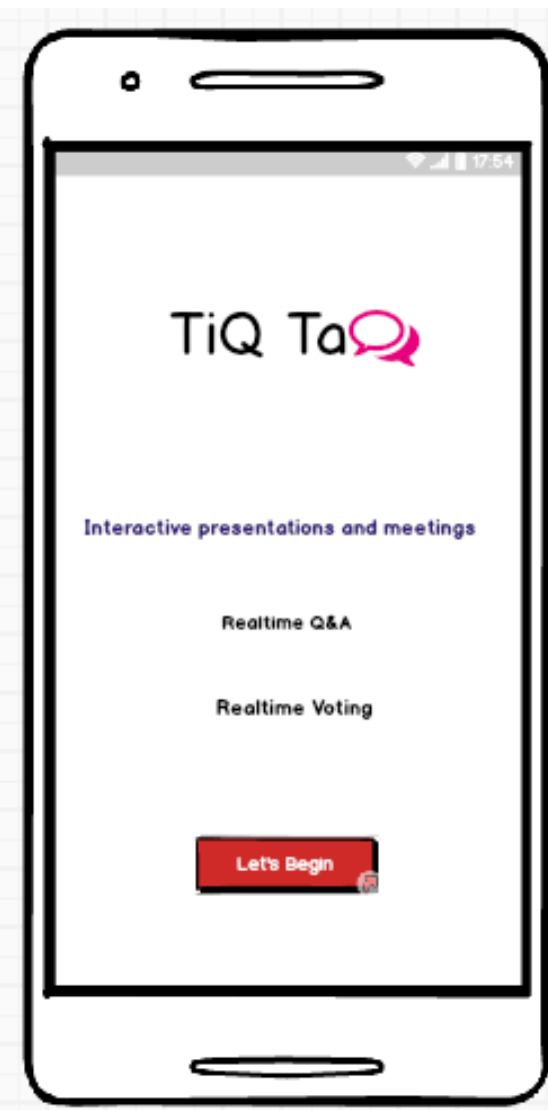 17:54
TiQ Ta
Interactive presentations and meetings
Realtime Q&A
Realtime Voting
Let's Begin